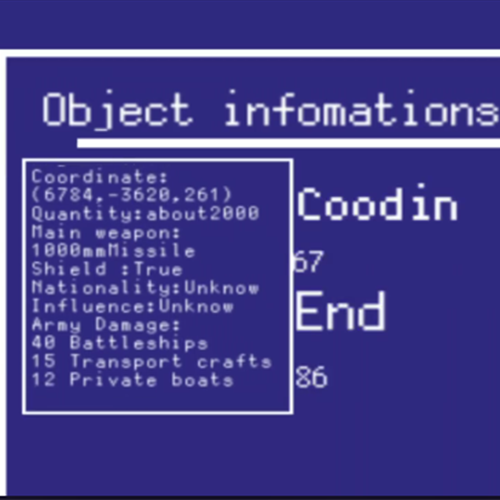 Object infomations
Coordinate:
(6784,-3620,261)
Quantity:about2000
Main weapon:
1000mmMissile
Shield :True
Nationality:Unknow
Influence:Unknow
Army Damage:
40 Battleships
15 Transport crafts
12 Private boats
Coodin
67
End
86